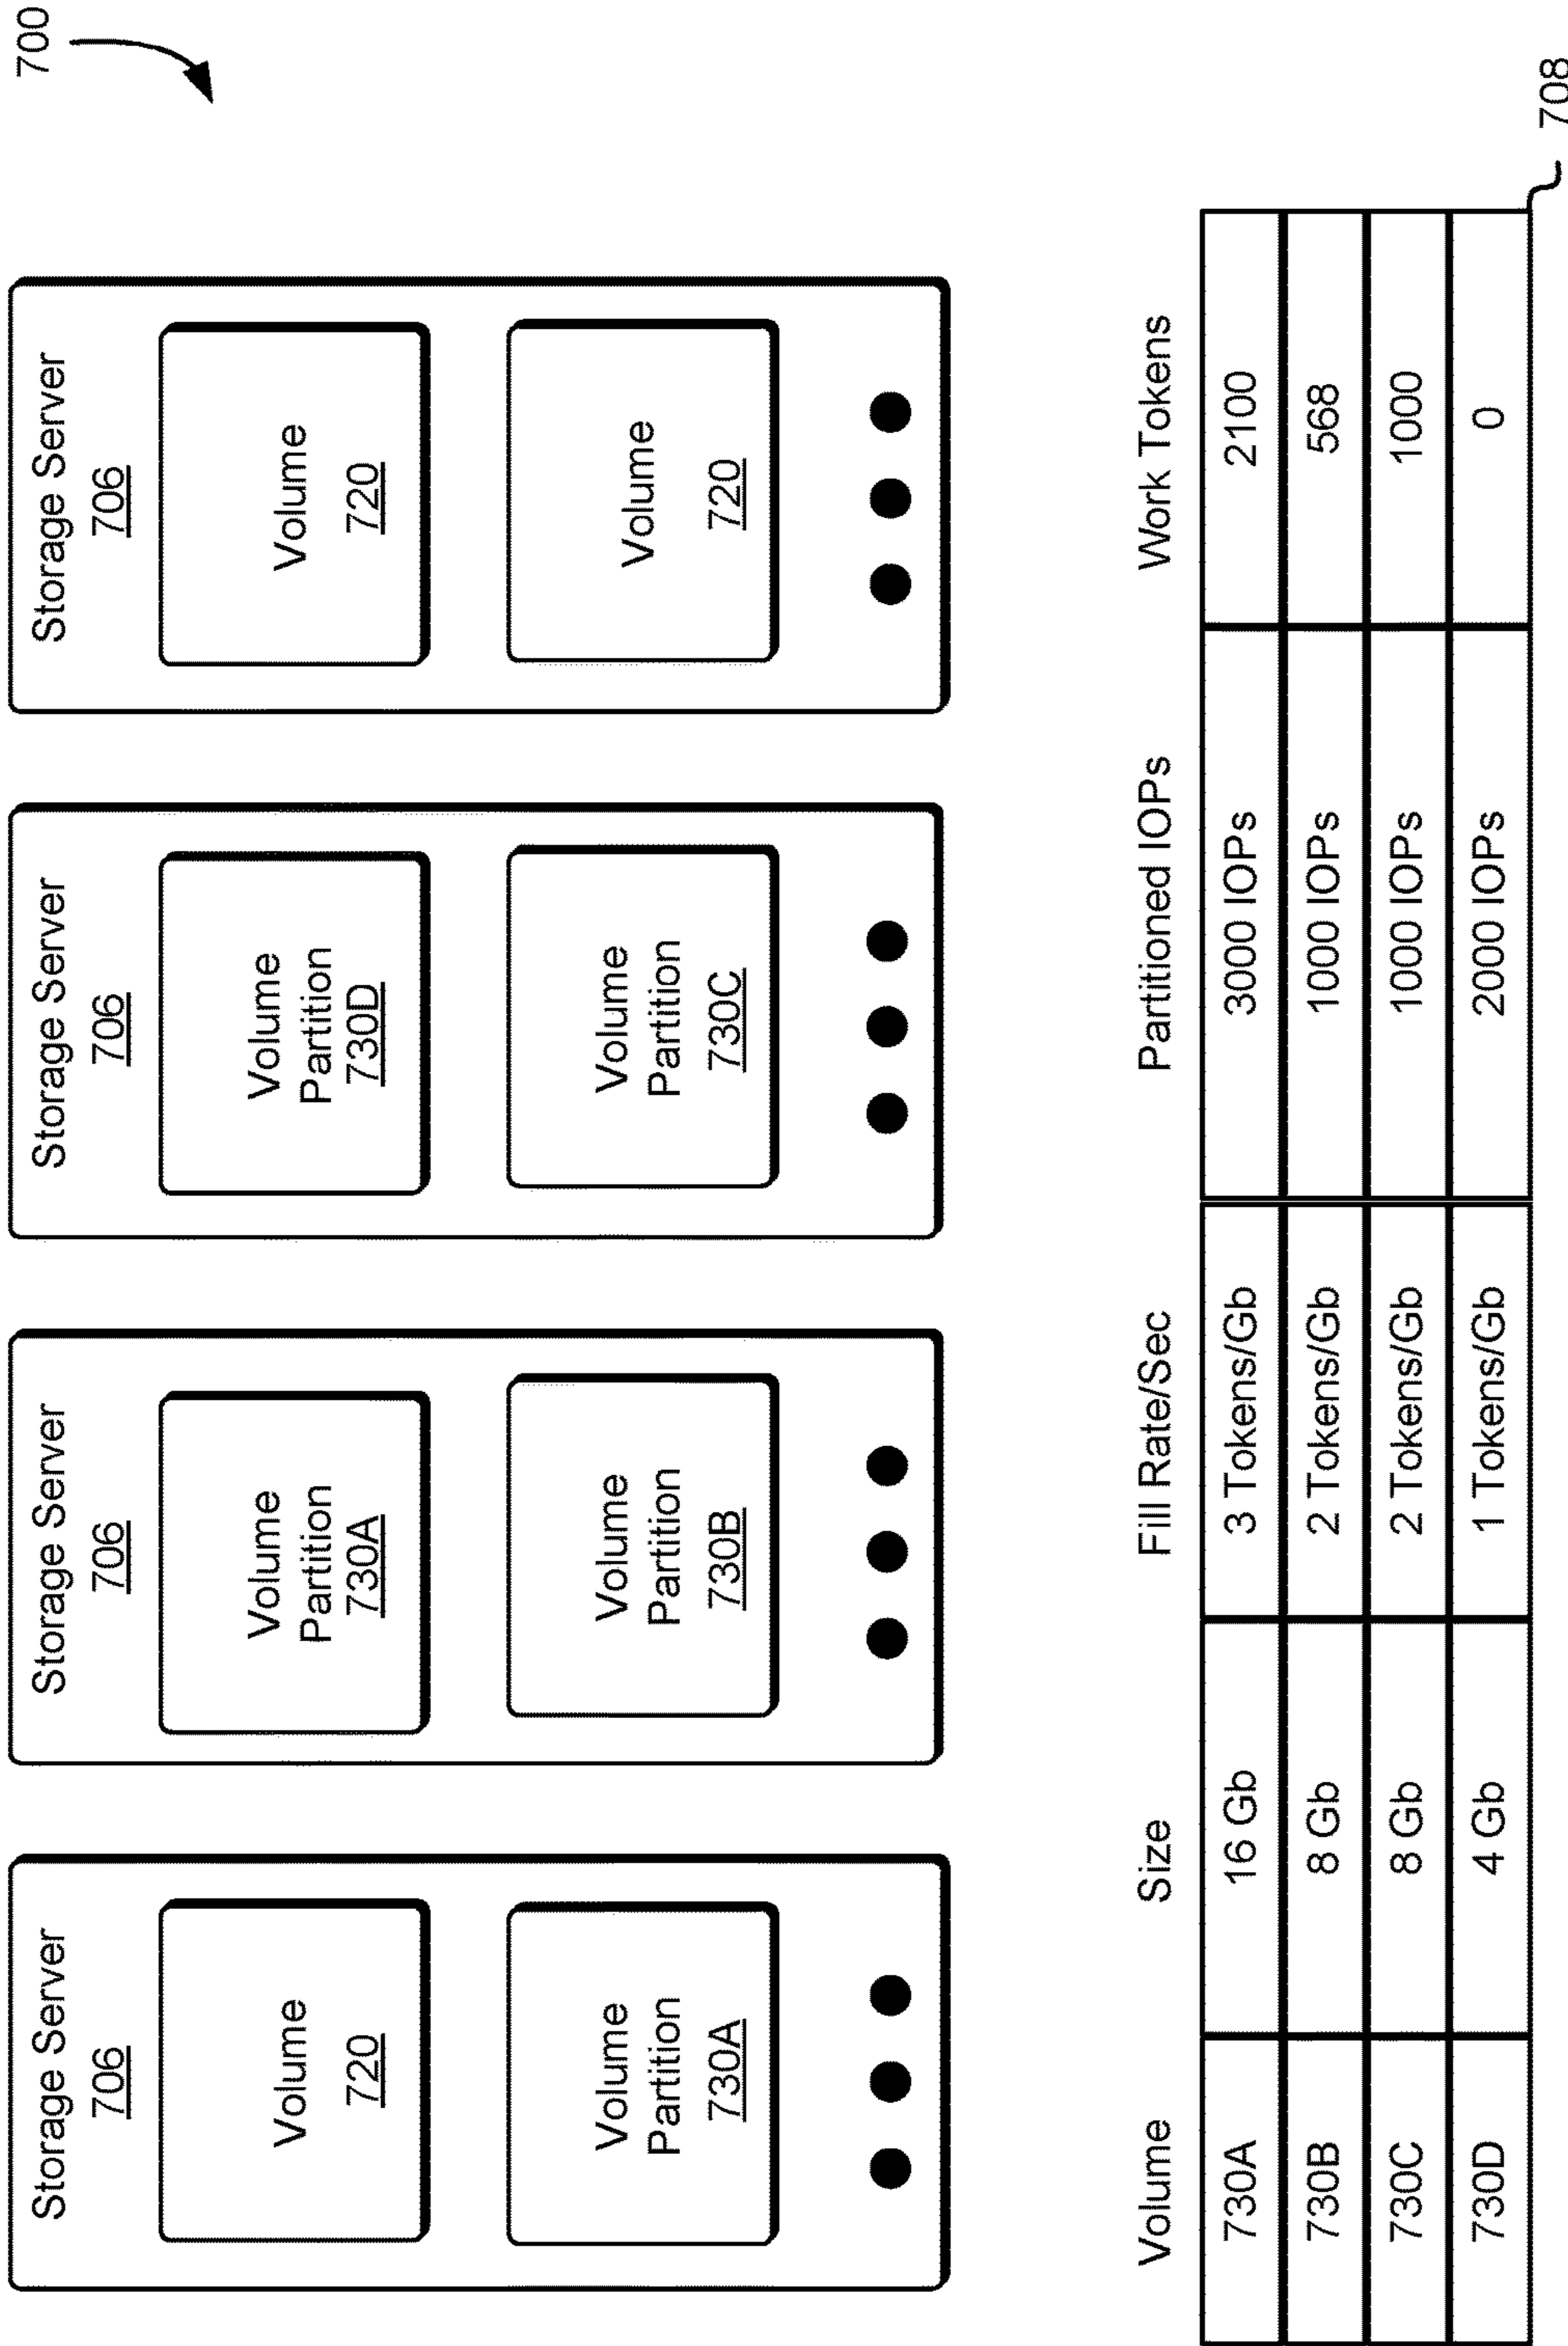 700
Storage Server
706
Volume
720
Volume
Partition
730A
Storage Server
706
Volume
Partition
730A
Volume
Partition
730B
Storage Server
706
Volume
Partition
730D
Volume
Partition
730C
Storage Server
706
Volume
720
Volume
720
Volume Size Fill Rate/Sec Partitioned IOPs Work Tokens
730A 16 Gb 3 Tokens/Gb 3000 IOPs 2100
730B 8 Gb 2 Tokens/Gb 1000 IOPs 568
730C 8 Gb 2 Tokens/Gb 1000 IOPs 1000
730D 4 Gb 1 Tokens/Gb 2000 IOPs 0
708